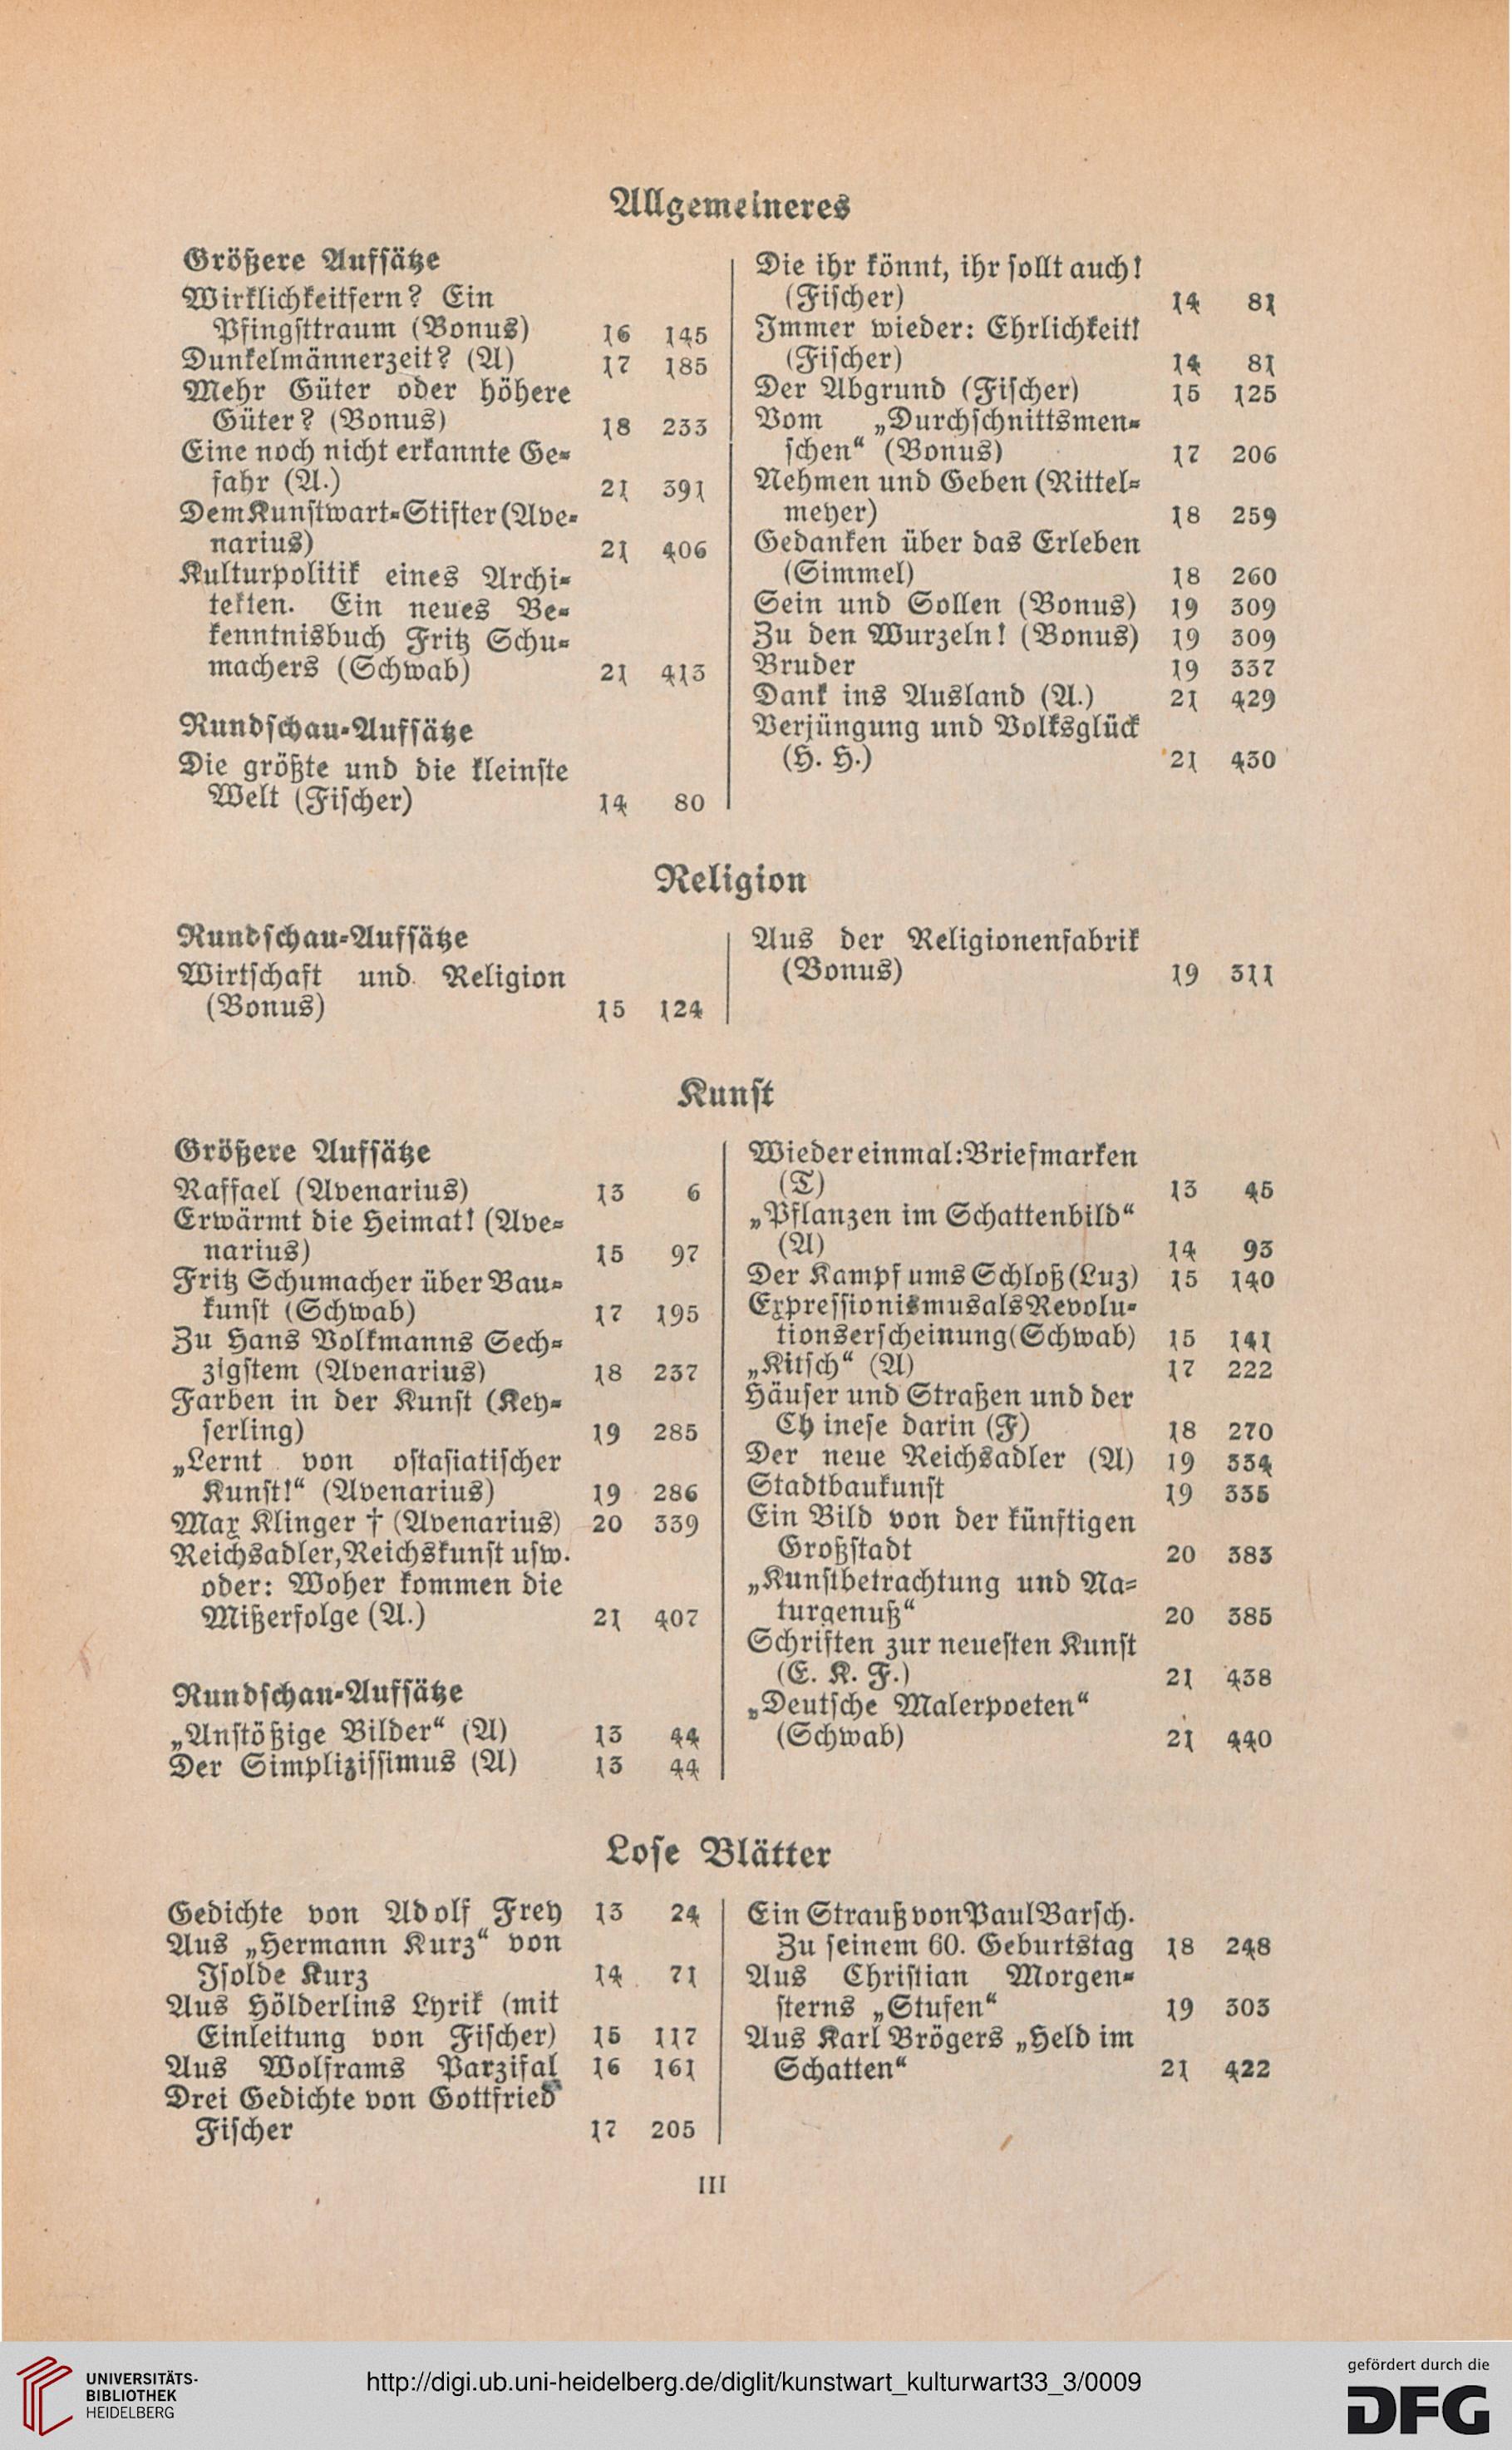 Allgemeineres
Größere Aufsätze
Wirklichkeitfern? Ein
Pfingsttraum (Bonus) 16 145
Dunkelmännerzeit? (A) 17 185
Mehr Güter oder höhere
Güter? (Bonus) 18 233
Eine noch nicht erkannte Ge-
fahr (A.) 21 391
Dem Kunstwart-Stifter (Ave-
narius) 21 406
Kulturpolitik eines Archi-
tekten. Ein neues Be-
kenntnisbuch Fritz Schu-
machers (Schwab) 21 413
Rundschau-Aufsätze
Die größte und die kleinste
Welt (Fischer) 14 80
Die ihr könnt, ihr sollt auch!
(Fischer) 14 81
Immer wieder: Ehrlichkeit!
(Fischer) 14 81
Der Abgrund (Fischer) 15 125
Vom „Durchschnittsmen-
schen“ (Bonus) 17 206
Nehmen und Geben (Rittel-
meyer) 18 259
Gedanken über das Erleben
(Simmel) 18 260
Sein und Sollen (Bonus) 19 309
Zu den Wurzeln! (Bonus) 19 309
Bruder 19 337
Dank ins Ausland (A.) 21 429
Verjüngung und Volksglück
(H. H.) 21 430
Religion
Rundschau-Aufsätze
Wirtschaft und Religion
(Bonus) 15 124
Aus der Religionenfabrik
(Bonus) 19 311
Kunst
Größere Aufsätze
Raffael (Avenarius) 13 6
Erwärmt die Heimat! (Ave-
narius) 15 97
Fritz Schumacher über Bau-
kunst (Schwab) 17 195
Zu Hans Volkmanns Sech-
zigstem (Avenarius) 18 237
Farben in der Kunst (Key-
serling) 19 285
„Lernt von ostasiatischer
Kunst!“ (Avenarius) 19 286
Max Klinger † (Avenarius) 20 339
Reichsadler, Reichskunst usw.
oder: Woher kommen die
Mißerfolge (A.) 21 407
Rundschau-Aufsätze
„Anstößige Bilder“ (A) 13 44
Der Simplizissimus (A) 13 44
Wieder einmal: Briefmarken
(T) 13 45
„Pflanzen im Schattenbild“
(A) 14 93
Der Kampf ums Schloß (Luz) 15 140
Expressionismus als Revolu-
tionserscheinung (Schwab) 15 141
„Kitsch“ (A) 17 222
Häuser und Straßen und der
Chinese darin (F) 18 270
Der neue Reichsadler (A) 19 334
Stadtbaukunst 19 335
Ein Bild von der künftigen
Großstadt 20 383
„Kunstbetrachtung und Na-
turgenuß“ 20 385
Schriften zur neuesten Kunst
(E. K. F.) 21 438
„Deutsche Malerpoeten“
(Schwab) 21 440
Lose Blätter
Gedichte von Adolf Frey 13 24
Aus „Hermann Kurz“ von
Isolde Kurz 14 71
Aus Hölderlins Lyrik (mit
Einleitung von Fischer) 15 117
Aus Wolframs Parzifal 16 161
Drei Gedichte von Gottfried
Fischer 17 205
Ein Strauß von Paul Barsch.
Zu seinem 60. Geburtstag 18 248
Aus Christian Morgen-
sterns „Stufen“ 19 303
Aus Karl Brögers „Held im
Schatten“ 21 422
III
UNIVERSITÄTS-
BIBLIOTHEK
HEIDELBERG
http://digi.ub.uni-heidelberg.de/diglit/kunstwart_kulturwart33_3/0009
gefördert durch die
DFG